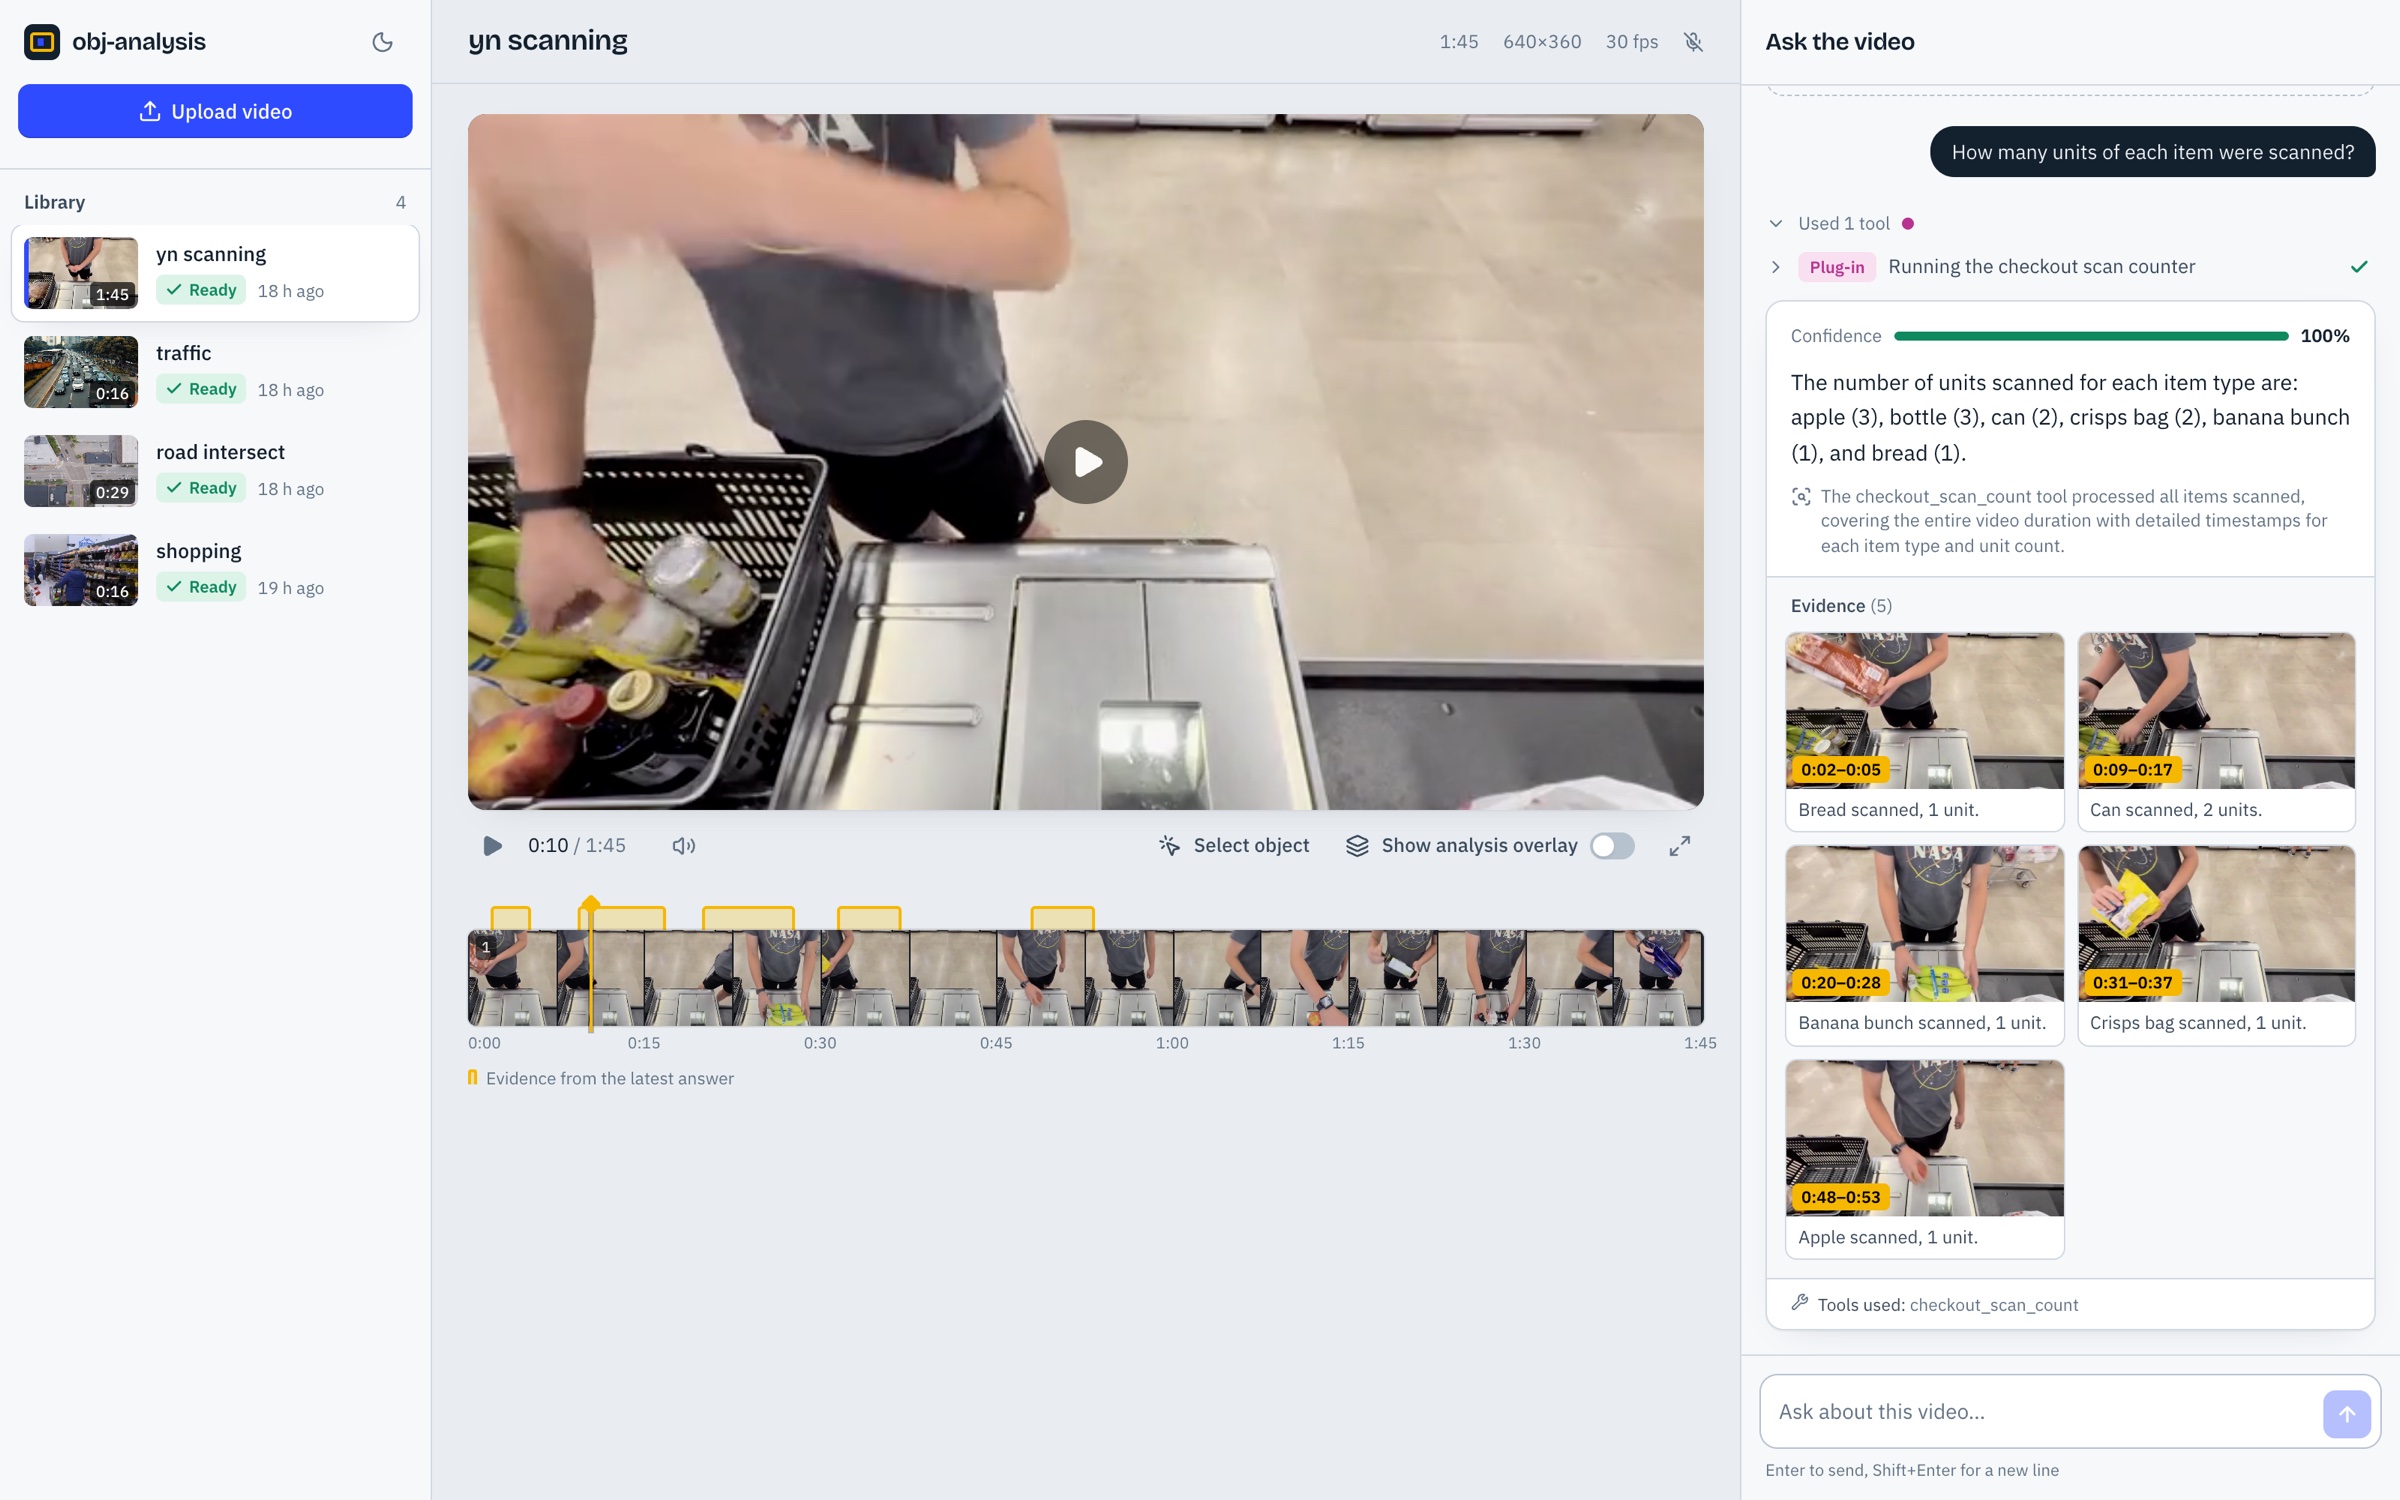 obj-analysis
Upload video
Library
4
yn scanning
1:45
Ready
18 h ago
traffic
0:16
Ready
18 h ago
road intersect
0:29
Ready
18 h ago
shopping
0:16
Ready
19 h ago
yn scanning
1:45
640×360
30 fps
0:10 / 1:45
Select object
Show analysis overlay
1
0:00
0:15
0:30
0:45
1:00
1:15
1:30
1:45
Evidence from the latest answer
Ask the video
How many units of each item were scanned?
Used 1 tool
Plug-in
Running the checkout scan counter
Confidence
100%
The number of units scanned for each item type are:
apple (3), bottle (3), can (2), crisps bag (2), banana bunch
(1), and bread (1).
The checkout_scan_count tool processed all items scanned,
covering the entire video duration with detailed timestamps for
each item type and unit count.
Evidence (5)
NASA
0:02–0:05
Bread scanned, 1 unit.
NASA
0:09–0:17
Can scanned, 2 units.
NASA
0:20–0:28
Banana bunch scanned, 1 unit.
NASA
0:31–0:37
Crisps bag scanned, 1 unit.
0:48–0:53
Apple scanned, 1 unit.
Tools used: checkout_scan_count
Ask about this video...
Enter to send, Shift+Enter for a new line